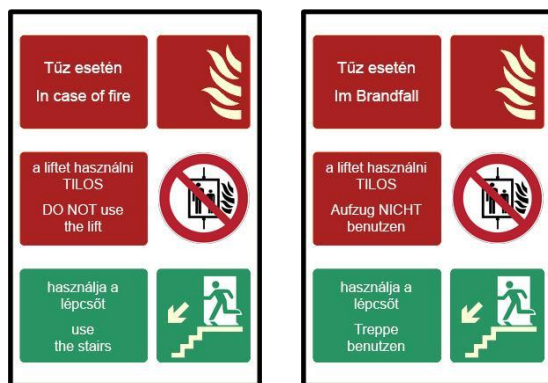 Tűz esetén
In case of fire
a liftet használni
TILOS
DO NOT use
the lift
használja a
lépcsőt
use
the stairs
Tűz esetén
Im Brandfall
a liftet használni
TILOS
Aufzug NICHT
benutzen
használja a
lépcsőt
Treppe
benutzen